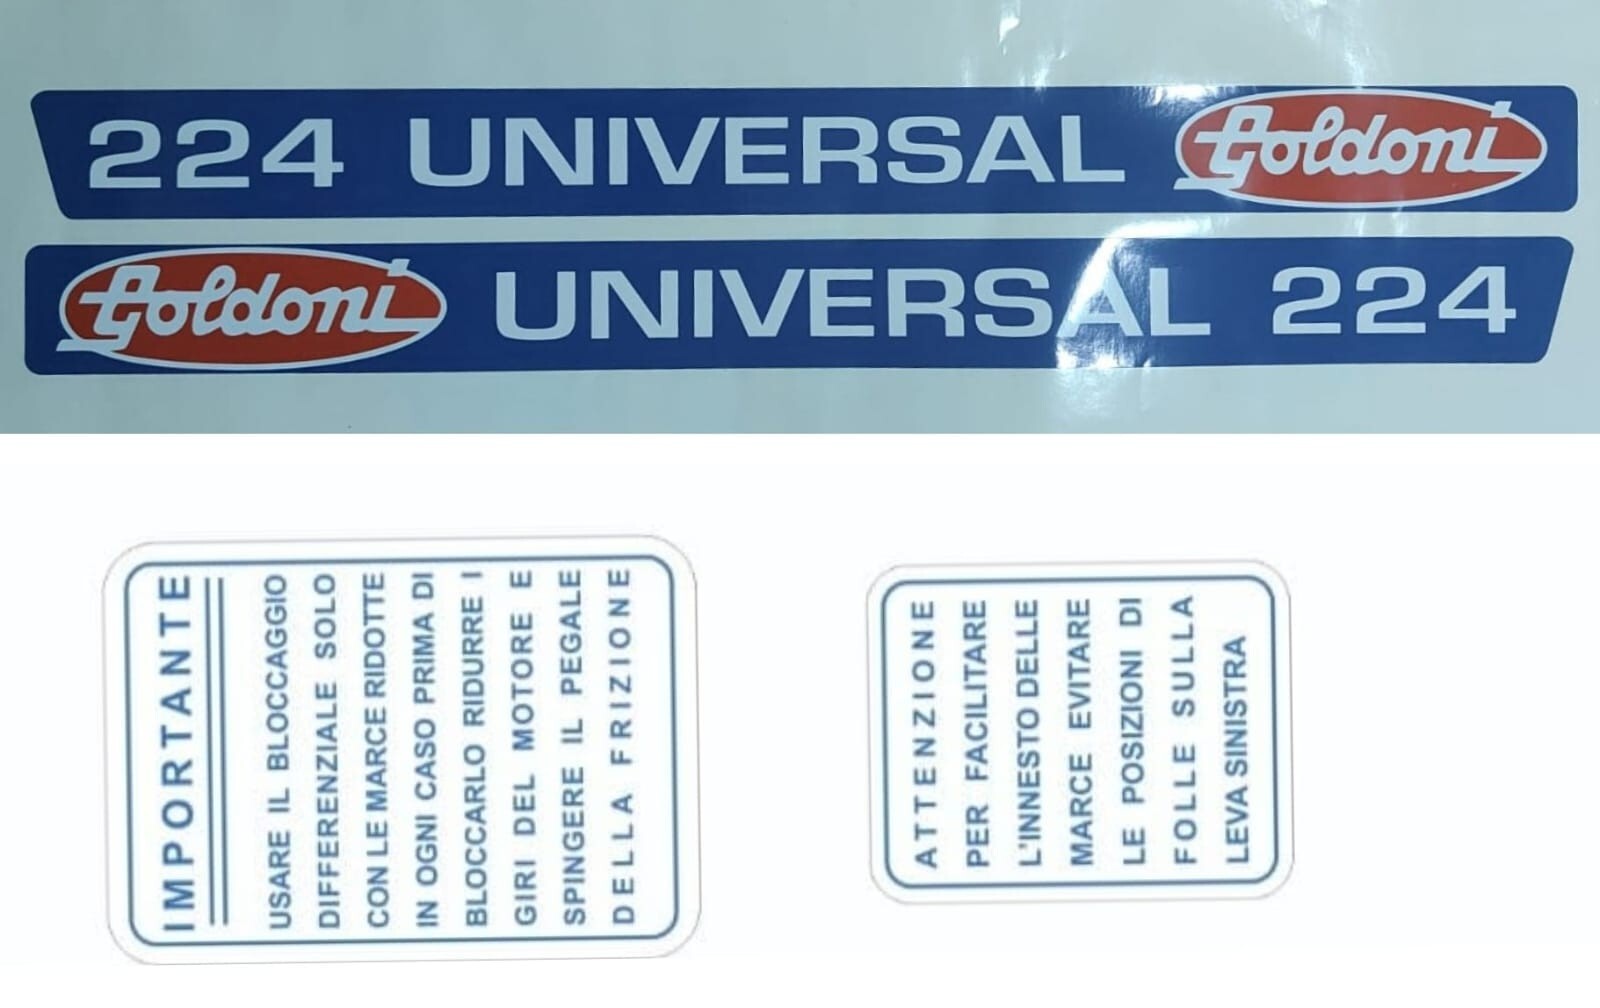 224 UNIVERSAL Goldoni
Goldoni UNIVERSAL 224
IMPORTANTE
USARE IL BLOCCAGGIO
DIFFERENZIALE SOLO
CON LE MARCE RIDOTTE
IN OGNI CASO PRIMA DI
BLOCCARLO RIDURRE I
GIRI DEL MOTORE E
SPINGERE IL PEGALE
DELLA FRIZIONE
ATTENZIONE
PER FACILITARE
L'INNESTO DELLE
MARCE EVITARE
LE POSIZIONI DI
FOLLE SULLA
LEVA SINISTRA